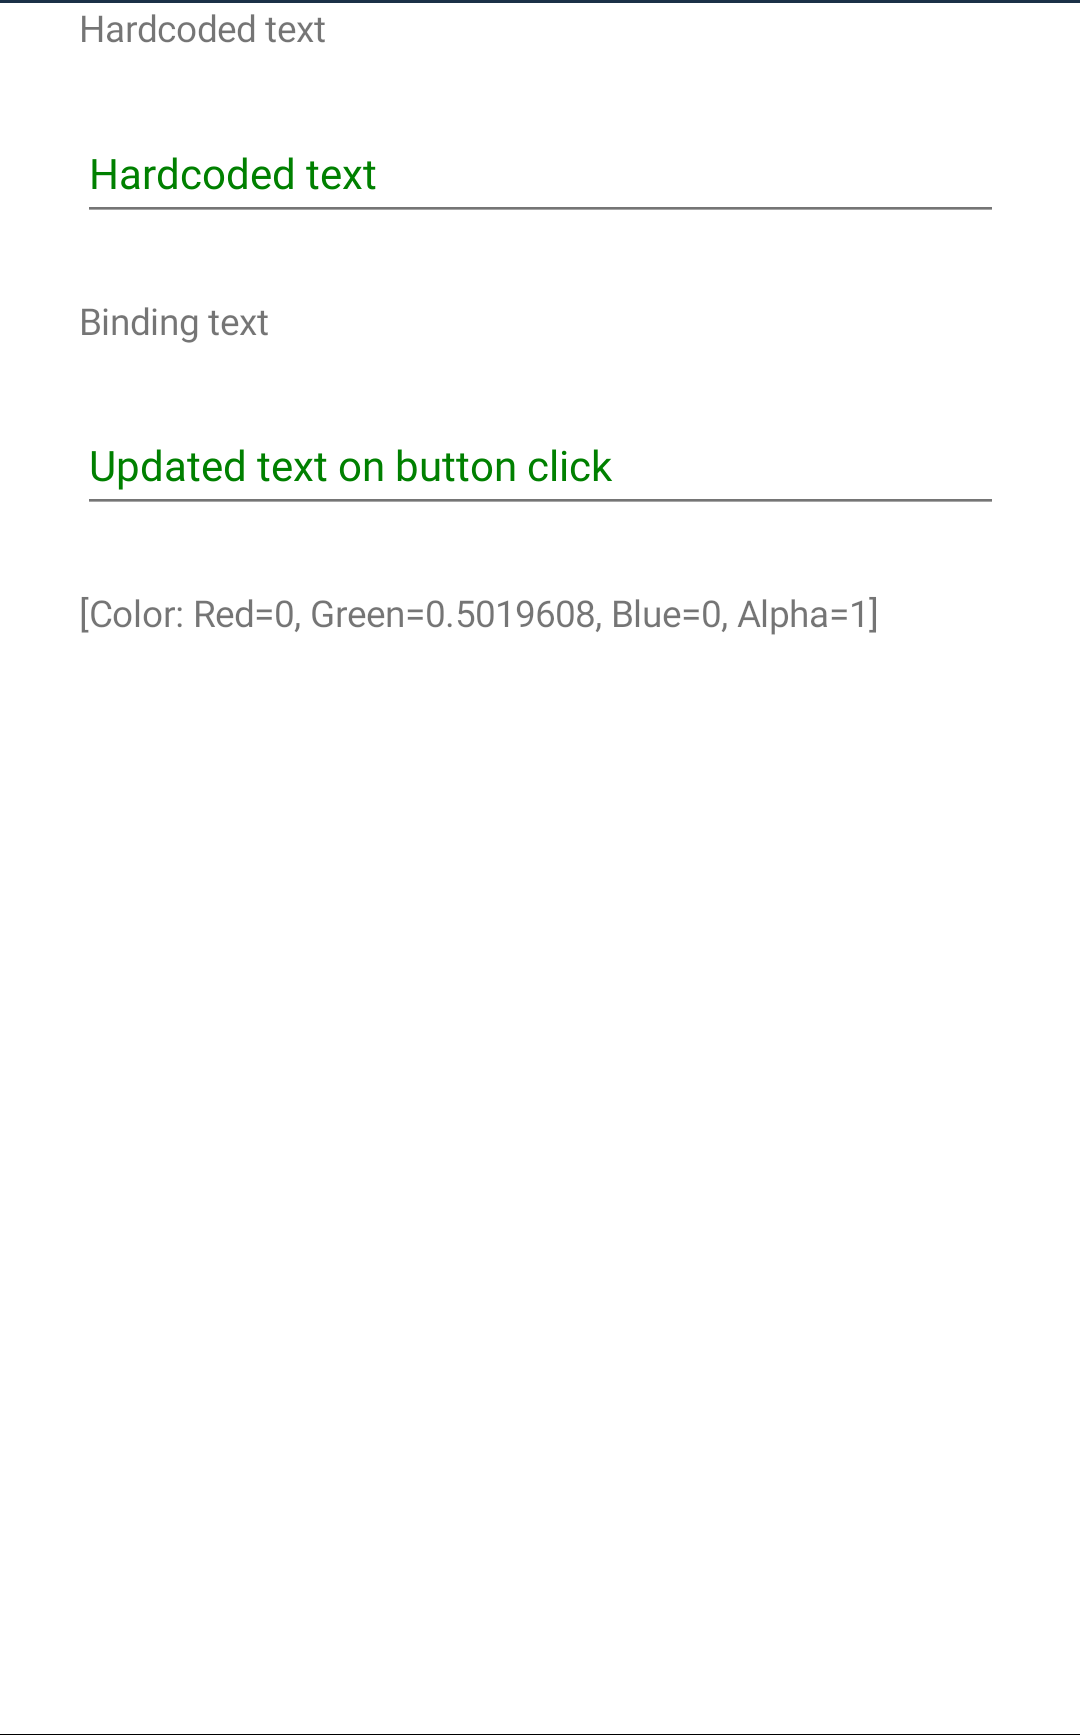 Hardcoded text
Hardcoded text
Binding text
Updated text on button click
[Color: Red=0, Green=0.5019608, Blue=0, Alpha=1]